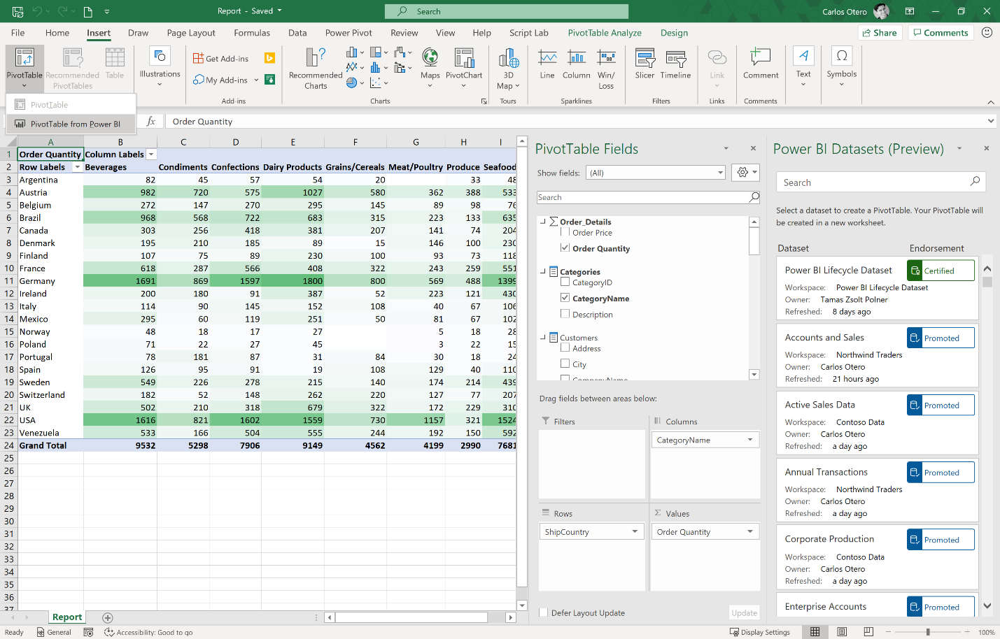 Report - Saved
Search
Carlos Otero
File Home Insert Draw Page Layout Formulas Data Power Pivot Review View Help Script Lab PivotTable Analyze Design Share Comments
PivotTable
Recommended PivotTables
Table
Illustrations
Get Add-ins
My Add-ins
Add-ins
Recommended Charts
Maps
PivotChart
Charts
3D Map
Tours
Line
Column
Win/ Loss
Sparklines
Slicer
Timeline
Filters
Link
Links
Comment
Comments
Text
Symbols
PivotTable
PivotTable from Power BI
fx Order Quantity
A B C D E F G H I
1 Order Quantity Column Labels
2 Row Labels Beverages Condiments Confections Dairy Products Grains/Cereals Meat/Poultry Produce Seafood
3 Argentina 82 45 57 54 20 33 48
4 Austria 982 720 575 1027 580 362 388 533
5 Belgium 272 147 270 295 145 89 98 76
6 Brazil 968 568 722 683 315 223 133 635
7 Canada 303 256 418 381 207 141 74 204
8 Denmark 195 210 185 89 15 146 100 230
9 Finland 107 75 89 230 100 93 73 118
10 France 618 287 566 408 322 243 259 551
11 Germany 1691 869 1597 1800 800 569 488 1399
12 Ireland 200 180 91 387 52 223 121 430
13 Italy 114 90 145 152 108 40 67 106
14 Mexico 295 60 119 251 50 81 67 102
15 Norway 48 18 17 27 5 18 28
16 Poland 71 22 27 45 3 22 15
17 Portugal 78 181 87 31 84 30 18 24
18 Spain 126 95 91 19 108 129 40 110
19 Sweden 549 226 278 215 140 174 214 439
20 Switzerland 182 52 148 262 220 127 77 207
21 UK 502 210 318 679 322 172 229 310
22 USA 1616 821 1602 1559 730 1157 321 1524
23 Venezuela 533 166 504 555 244 192 150 592
24 Grand Total 9532 5298 7906 9149 4562 4199 2990 7681
25
26
27
28
29
30
31
32
33
34
35
36
37
Report
PivotTable Fields
Show fields: (All)
Search
Order_Details
Order Price
Order Quantity
Categories
CategoryID
CategoryName
Description
Customers
Address
City
CompanyName
Drag fields between areas below:
Filters
Columns
CategoryName
Rows
ShipCountry
Values
Order Quantity
Defer Layout Update
Update
Power BI Datasets (Preview)
Search
Select a dataset to create a PivotTable. Your PivotTable will
be created in a new worksheet.
Dataset Endorsement
Power BI Lifecycle Dataset Certified
Workspace: Power BI Lifecycle Dataset
Owner: Tamas Zsolt Polner
Refreshed: 8 days ago
Accounts and Sales Promoted
Workspace: Northwind Traders
Owner: Carlos Otero
Refreshed: 21 hours ago
Active Sales Data Promoted
Workspace: Contoso Data
Owner: Carlos Otero
Refreshed: a day ago
Annual Transactions Promoted
Workspace: Northwind Traders
Owner: Carlos Otero
Refreshed: a day ago
Corporate Production Promoted
Workspace: Contoso Data
Owner: Carlos Otero
Refreshed: a day ago
Enterprise Accounts Promoted
Ready General Accessibility: Good to go Display Settings 100%